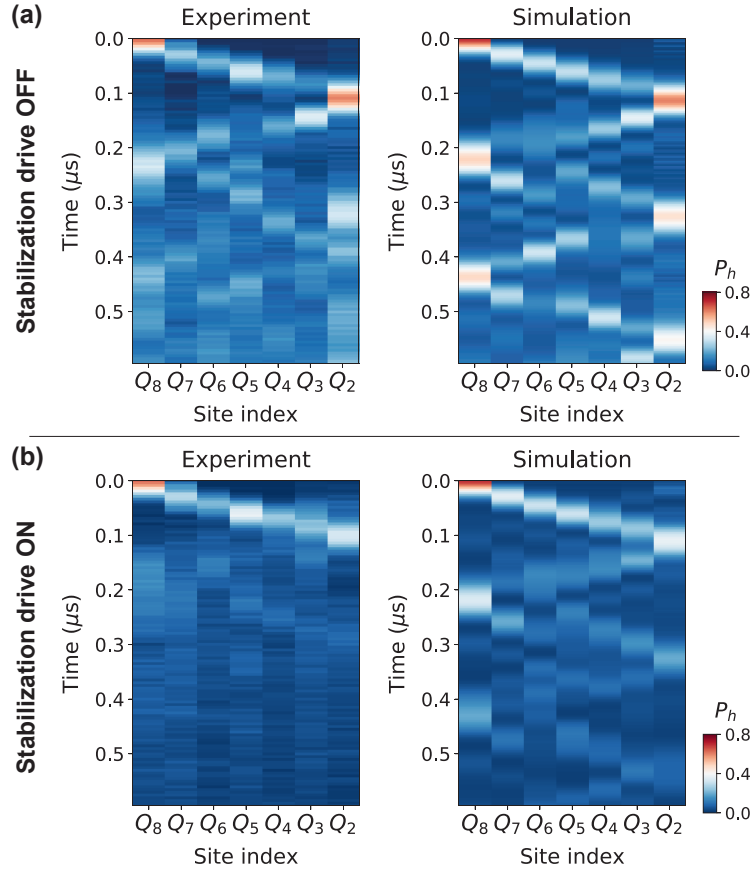 (a)
Experiment
Simulation
Stabilization drive OFF
Time (μs)
0.0
0.1
0.2
0.3
0.4
0.5
Q8 Q7 Q6 Q5 Q4 Q3 Q2
Site index
Time (μs)
0.0
0.1
0.2
0.3
0.4
0.5
Q8 Q7 Q6 Q5 Q4 Q3 Q2
Site index
Ph
0.8
0.4
0.0
(b)
Experiment
Simulation
Stabilization drive ON
Time (μs)
0.0
0.1
0.2
0.3
0.4
0.5
Q8 Q7 Q6 Q5 Q4 Q3 Q2
Site index
Time (μs)
0.0
0.1
0.2
0.3
0.4
0.5
Q8 Q7 Q6 Q5 Q4 Q3 Q2
Site index
Ph
0.8
0.4
0.0